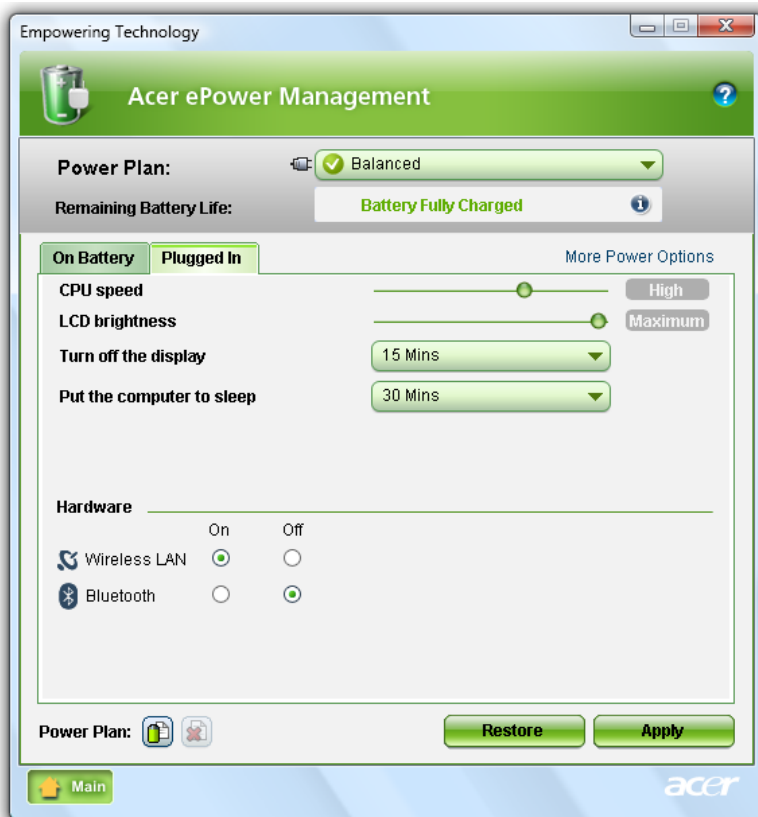 Empowering Technology
Acer ePower Management
?
Power Plan: Balanced
Remaining Battery Life: Battery Fully Charged i
On Battery Plugged In More Power Options
CPU speed High
LCD brightness Maximum
Turn off the display 15 Mins
Put the computer to sleep 30 Mins
Hardware
On Off
Wireless LAN
Bluetooth
Power Plan: Restore Apply
Main acer